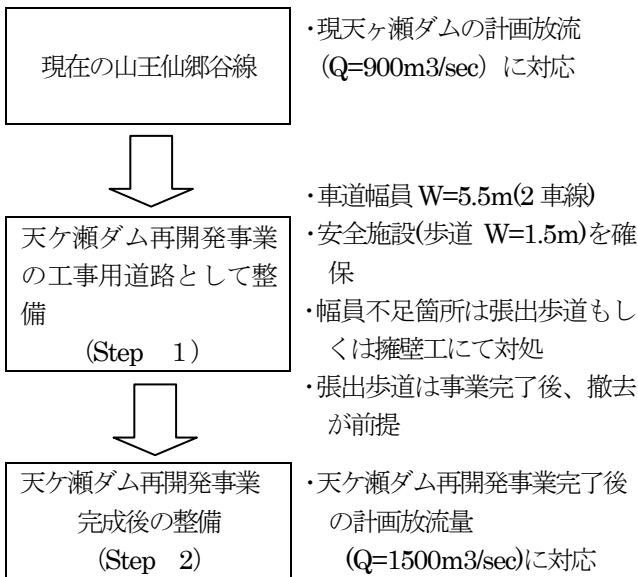 現在の山王仙郷谷線
・現天ヶ瀬ダムの計画放流
（Q=900m3/sec）に対応
天ケ瀬ダム再開発事業
の工事用道路として整
備
（Step　1）
・車道幅員 W=5.5m(2 車線)
・安全施設(歩道 W=1.5m)を確
保
・幅員不足箇所は張出歩道もし
くは擁壁工にて対処
・張出歩道は事業完了後、撤去
が前提
天ケ瀬ダム再開発事業
完成後の整備
（Step　2）
・天ケ瀬ダム再開発事業完了後
の計画放流量
(Q=1500m3/sec)に対応